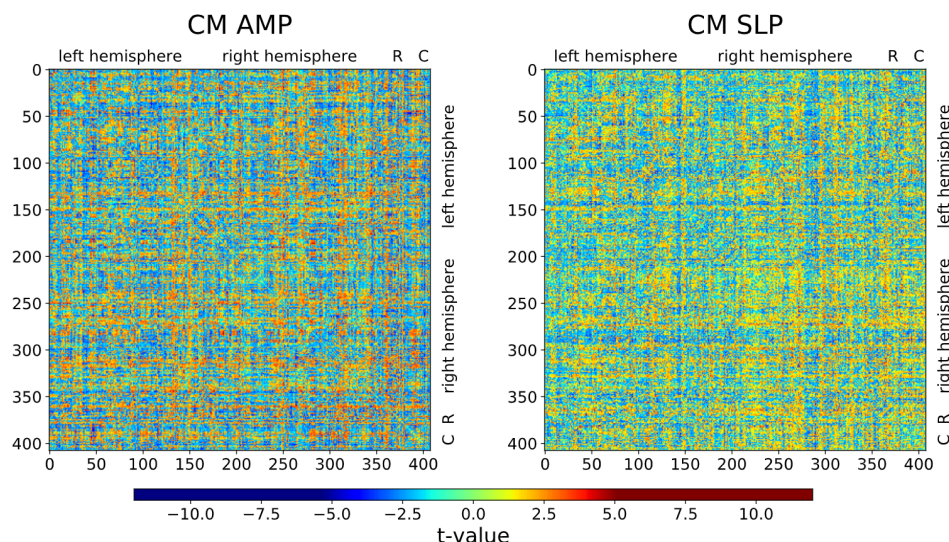 CM AMP
CM SLP
left hemisphere right hemisphere R C
left hemisphere right hemisphere R C
0
50
100
150
200
250
300
350
400
left hemisphere
right hemisphere
R
C
0 50 100 150 200 250 300 350 400
0
50
100
150
200
250
300
350
400
left hemisphere
right hemisphere
R
C
0 50 100 150 200 250 300 350 400
−10.0 −7.5 −5.0 −2.5 0.0 2.5 5.0 7.5 10.0
t-value